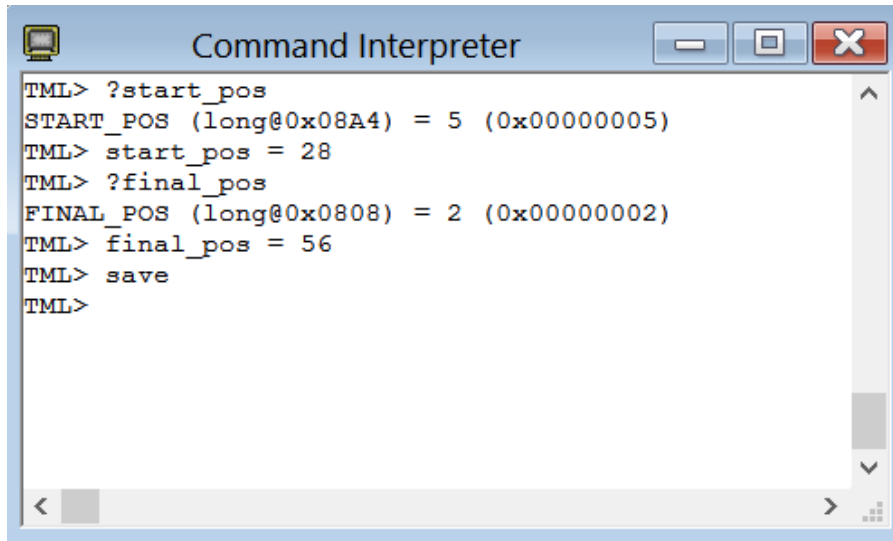 Command Interpreter
TML> ?start_pos
START_POS (long@0x08A4) = 5 (0x00000005)
TML> start_pos = 28
TML> ?final_pos
FINAL_POS (long@0x0808) = 2 (0x00000002)
TML> final_pos = 56
TML> save
TML>